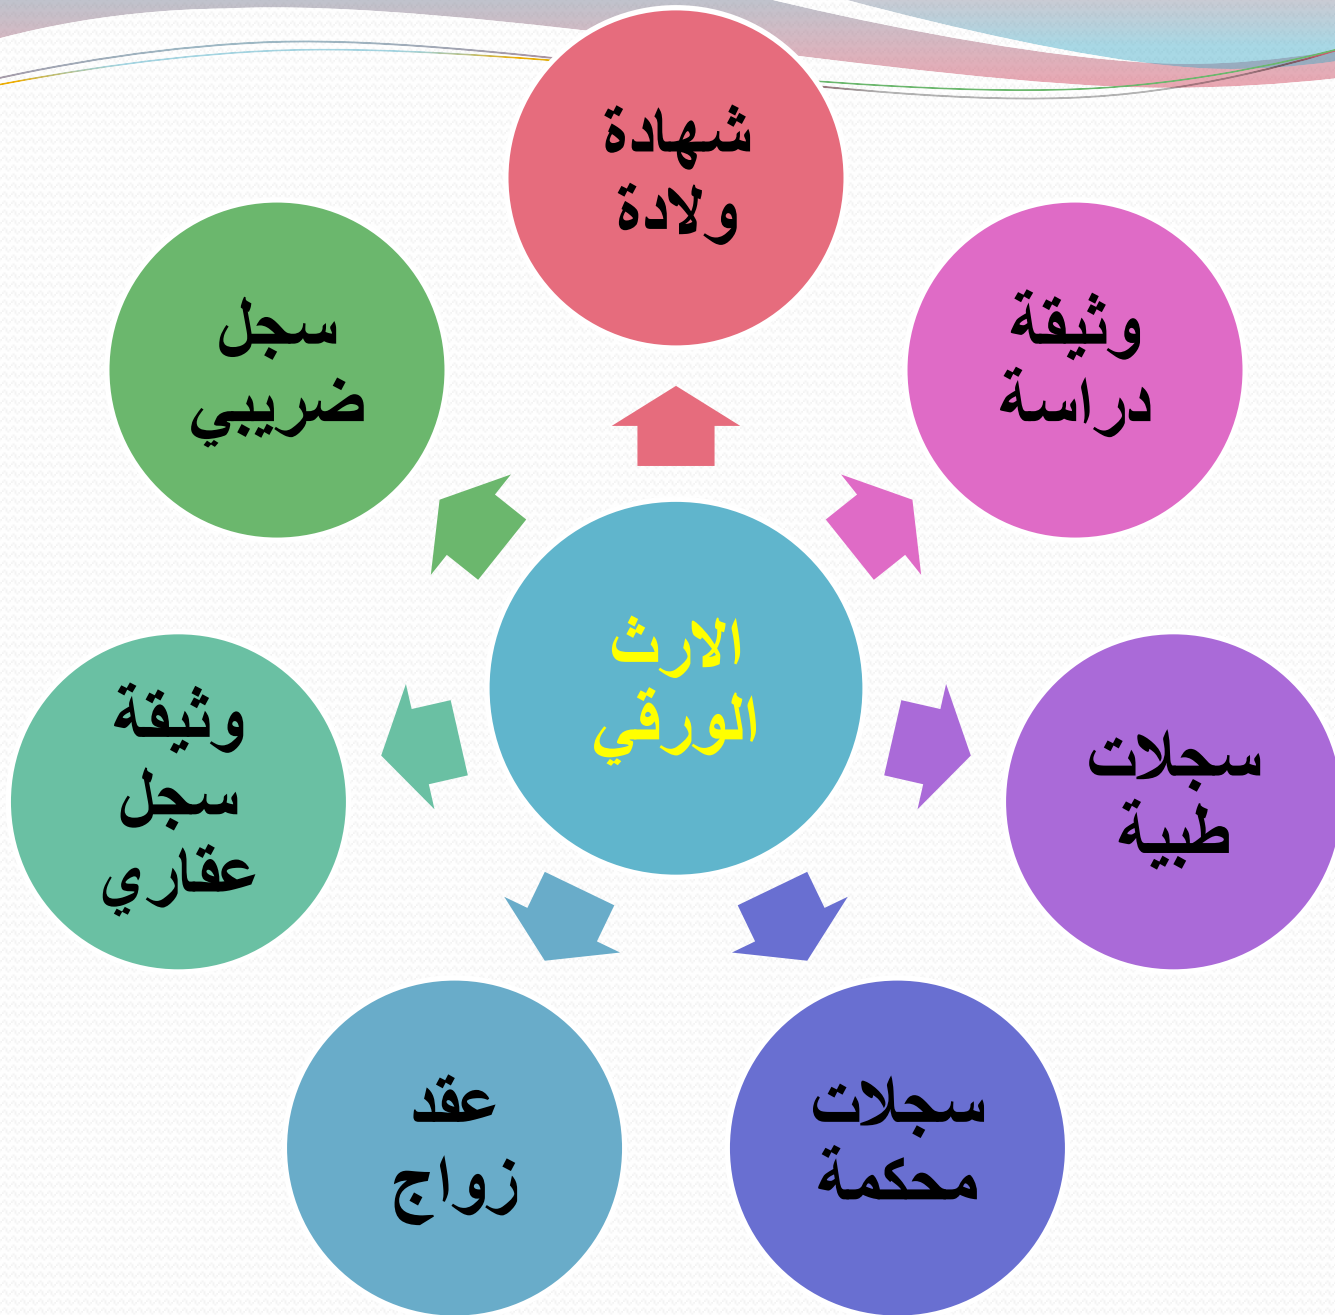 شهادة
ولادة
وثيقة
دراسة
سجلات
طبية
سجلات
محكمة
عقد
زواج
وثيقة
سجل
عقاري
سجل
ضريبي
الارث
الورقي